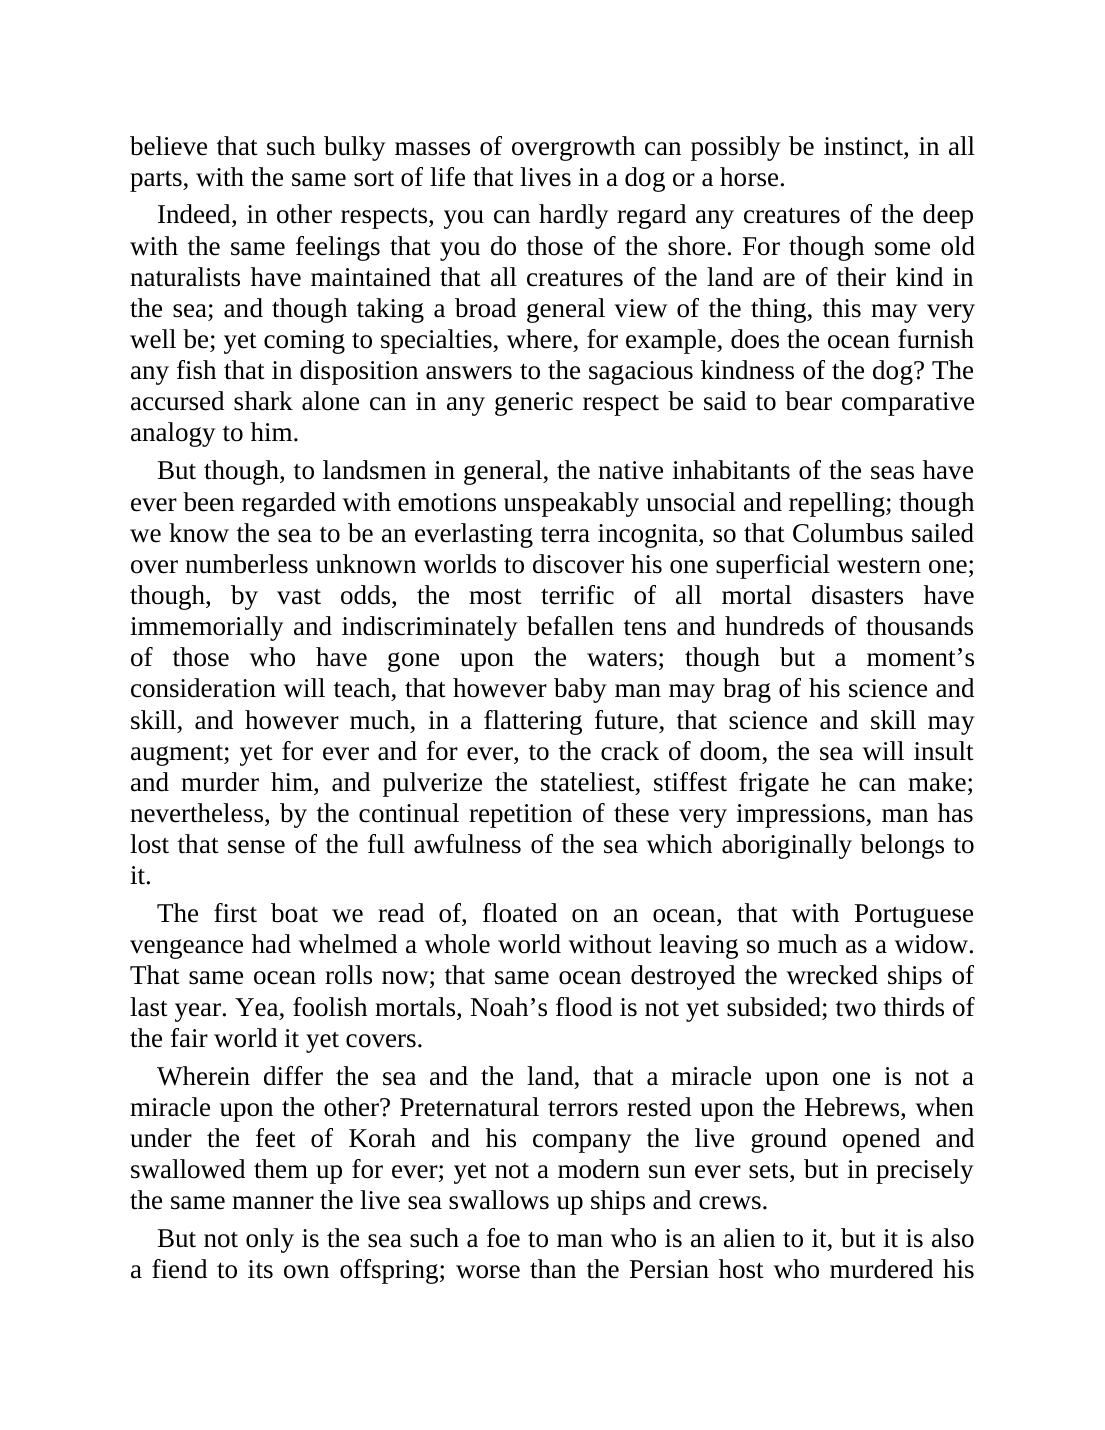 believe that such bulky masses of overgrowth can possibly be instinct, in all
parts, with the same sort of life that lives in a dog or a horse.
Indeed, in other respects, you can hardly regard any creatures of the deep
with the same feelings that you do those of the shore. For though some old
naturalists have maintained that all creatures of the land are of their kind in
the sea; and though taking a broad general view of the thing, this may very
well be; yet coming to specialties, where, for example, does the ocean furnish
any fish that in disposition answers to the sagacious kindness of the dog? The
accursed shark alone can in any generic respect be said to bear comparative
analogy to him.
But though, to landsmen in general, the native inhabitants of the seas have
ever been regarded with emotions unspeakably unsocial and repelling; though
we know the sea to be an everlasting terra incognita, so that Columbus sailed
over numberless unknown worlds to discover his one superficial western one;
though, by vast odds, the most terrific of all mortal disasters have
immemorially and indiscriminately befallen tens and hundreds of thousands
of those who have gone upon the waters; though but a moment’s
consideration will teach, that however baby man may brag of his science and
skill, and however much, in a flattering future, that science and skill may
augment; yet for ever and for ever, to the crack of doom, the sea will insult
and murder him, and pulverize the stateliest, stiffest frigate he can make;
nevertheless, by the continual repetition of these very impressions, man has
lost that sense of the full awfulness of the sea which aboriginally belongs to
it.
The first boat we read of, floated on an ocean, that with Portuguese
vengeance had whelmed a whole world without leaving so much as a widow.
That same ocean rolls now; that same ocean destroyed the wrecked ships of
last year. Yea, foolish mortals, Noah’s flood is not yet subsided; two thirds of
the fair world it yet covers.
Wherein differ the sea and the land, that a miracle upon one is not a
miracle upon the other? Preternatural terrors rested upon the Hebrews, when
under the feet of Korah and his company the live ground opened and
swallowed them up for ever; yet not a modern sun ever sets, but in precisely
the same manner the live sea swallows up ships and crews.
But not only is the sea such a foe to man who is an alien to it, but it is also
a fiend to its own offspring; worse than the Persian host who murdered his